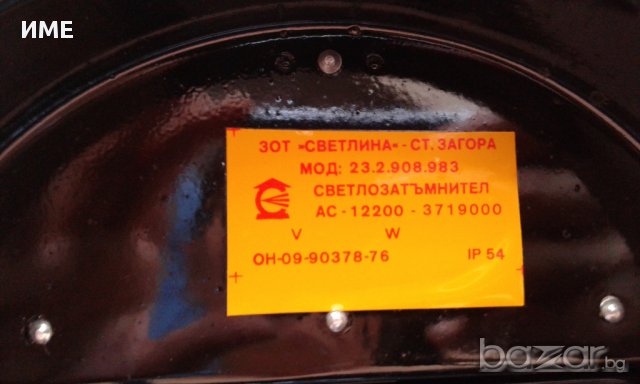 ИМЕ
ЗОТ "СВЕТЛИНА" - СТ. ЗАГОРА
МОД: 23.2.908.983
СВЕТЛОЗАТЪМНИТЕЛ
АС - 12200 - 3719000
V W
ОН-09-90378-76 IP 54
bazar.бг